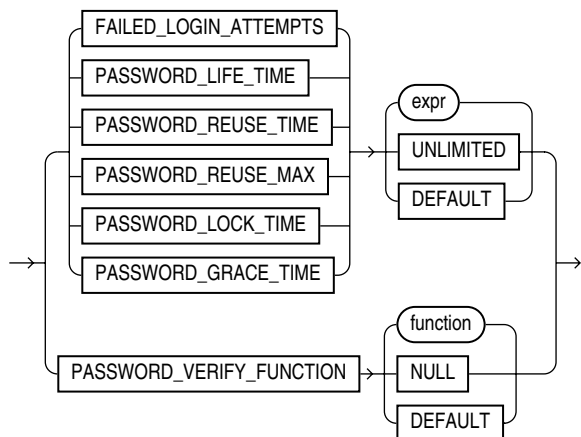 FAILED_LOGIN_ATTEMPTS
PASSWORD_LIFE_TIME
PASSWORD_REUSE_TIME
PASSWORD_REUSE_MAX
PASSWORD_LOCK_TIME
PASSWORD_GRACE_TIME
expr
UNLIMITED
DEFAULT
PASSWORD_VERIFY_FUNCTION
function
NULL
DEFAULT